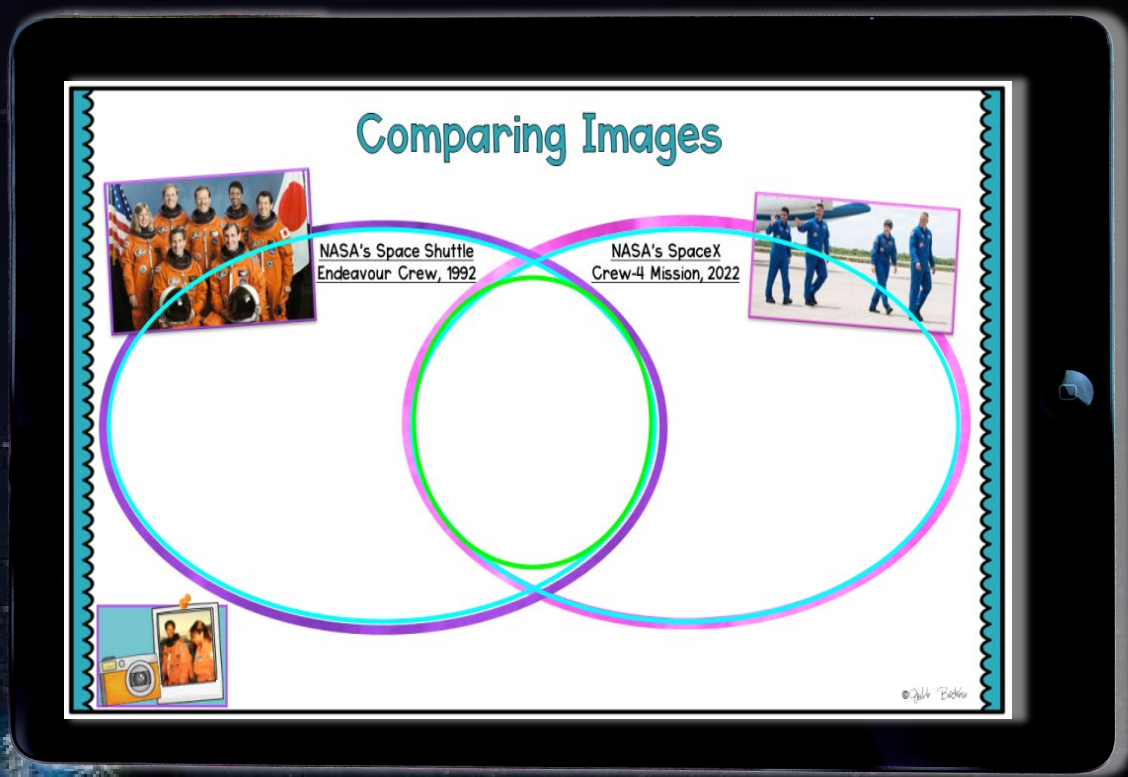 Comparing Images
NASA's Space Shuttle
Endeavour Crew, 1992
NASA's SpaceX
Crew-4 Mission, 2022
©